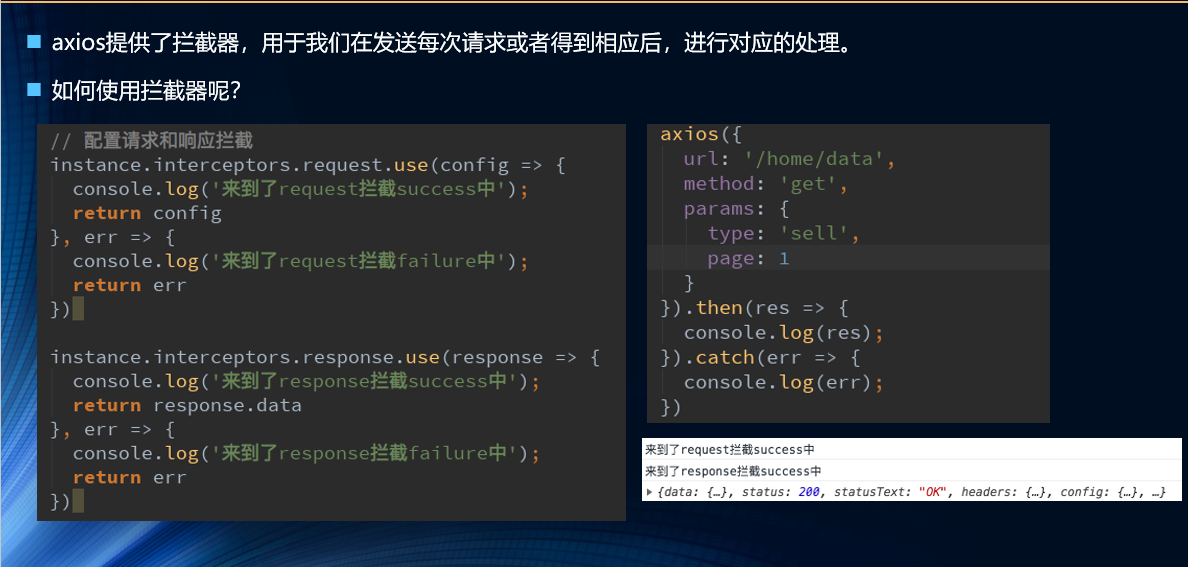 axios提供了拦截器，用于我们在发送每次请求或者得到相应后，进行对应的处理。
如何使用拦截器呢？
// 配置请求和响应拦截
instance.interceptors.request.use(config => {
  console.log('来到了request拦截success中');
  return config
}, err => {
  console.log('来到了request拦截failure中');
  return err
})
instance.interceptors.response.use(response => {
  console.log('来到了response拦截success中');
  return response.data
}, err => {
  console.log('来到了response拦截failure中');
  return err
})
axios({
  url: '/home/data',
  method: 'get',
  params: {
    type: 'sell',
    page: 1
  }
}).then(res => {
  console.log(res);
}).catch(err => {
  console.log(err);
})
来到了request拦截success中
来到了response拦截success中
{data: {…}, status: 200, statusText: "OK", headers: {…}, config: {…}, …}